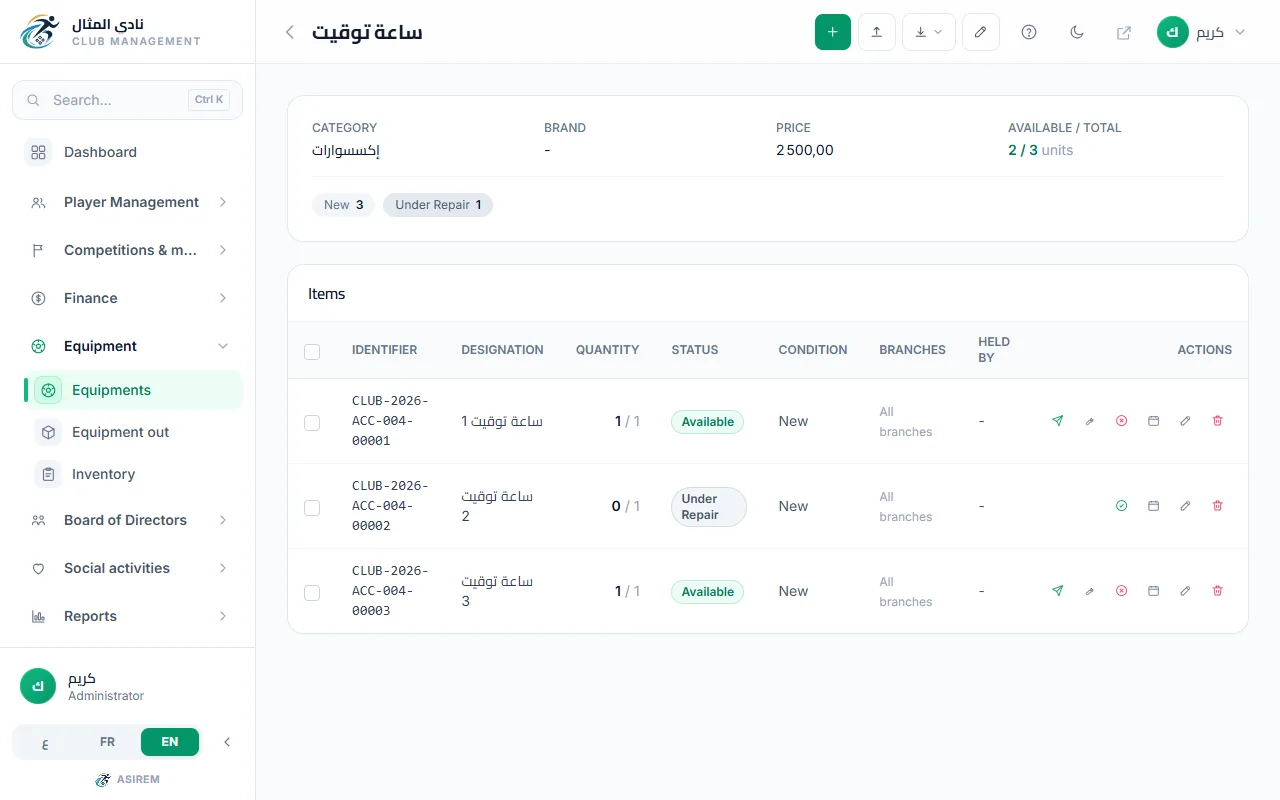 نادي المثال
CLUB MANAGEMENT
Search...
Ctrl K
Dashboard
Player Management
Competitions & m...
Finance
Equipment
Equipments
Equipment out
Inventory
Board of Directors
Social activities
Reports
ك
كريم
Administrator
ع
FR
EN
ASIREM
ساعة توقيت
ك
كريم
CATEGORY
BRAND
PRICE
AVAILABLE / TOTAL
إكسسوارات
-
2 500,00
2 / 3 units
New 3
Under Repair 1
Items
IDENTIFIER
DESIGNATION
QUANTITY
STATUS
CONDITION
BRANCHES
HELD
BY
ACTIONS
CLUB-2026-
ACC-004-
00001
ساعة توقيت 1
1 / 1
Available
New
All
branches
-
CLUB-2026-
ACC-004-
00002
ساعة توقيت
2
0 / 1
Under
Repair
New
All
branches
-
CLUB-2026-
ACC-004-
00003
ساعة توقيت
3
1 / 1
Available
New
All
branches
-